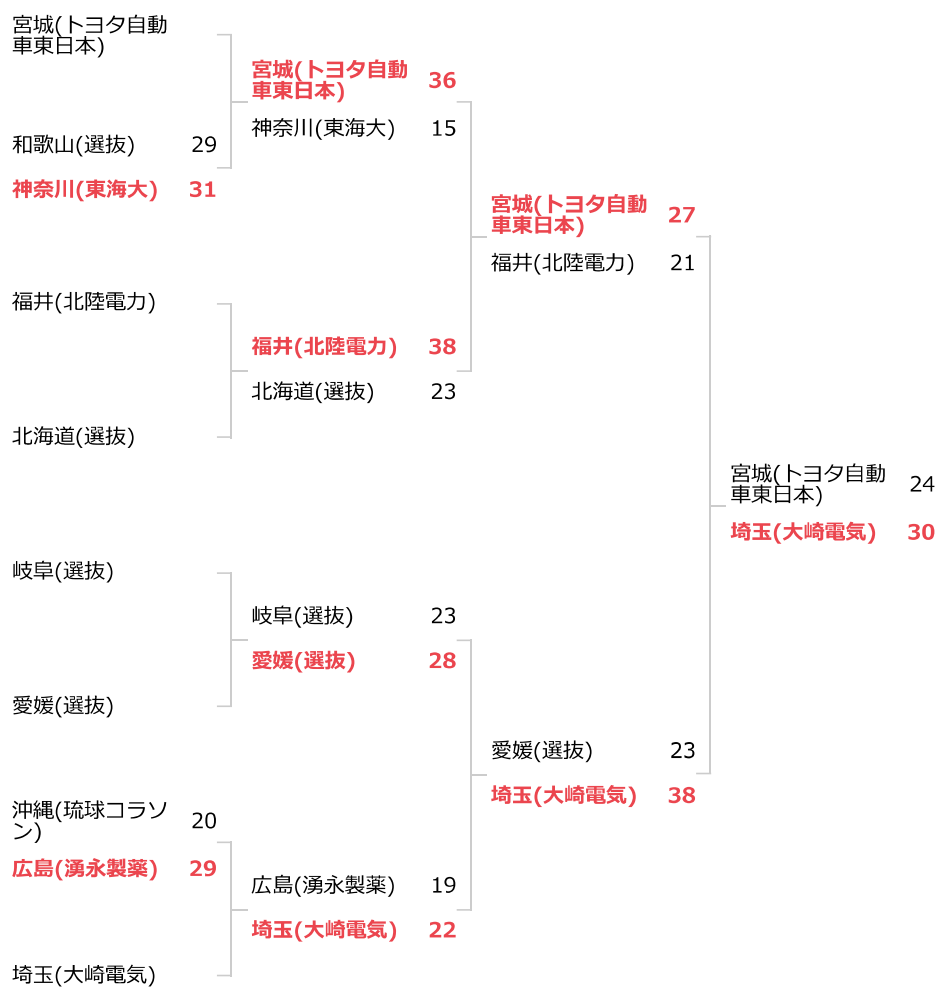 宮城(トヨタ自動
車東日本)
和歌山(選抜) 29
神奈川(東海大) 31
福井(北陸電力)
北海道(選抜)
岐阜(選抜)
愛媛(選抜)
沖縄(琉球コラソ
ン) 20
広島(湧永製薬) 29
埼玉(大崎電気)
宮城(トヨタ自動
車東日本) 36
神奈川(東海大) 15
福井(北陸電力) 38
北海道(選抜) 23
岐阜(選抜) 23
愛媛(選抜) 28
広島(湧永製薬) 19
埼玉(大崎電気) 22
宮城(トヨタ自動
車東日本) 27
福井(北陸電力) 21
愛媛(選抜) 23
埼玉(大崎電気) 38
宮城(トヨタ自動
車東日本) 24
埼玉(大崎電気) 30